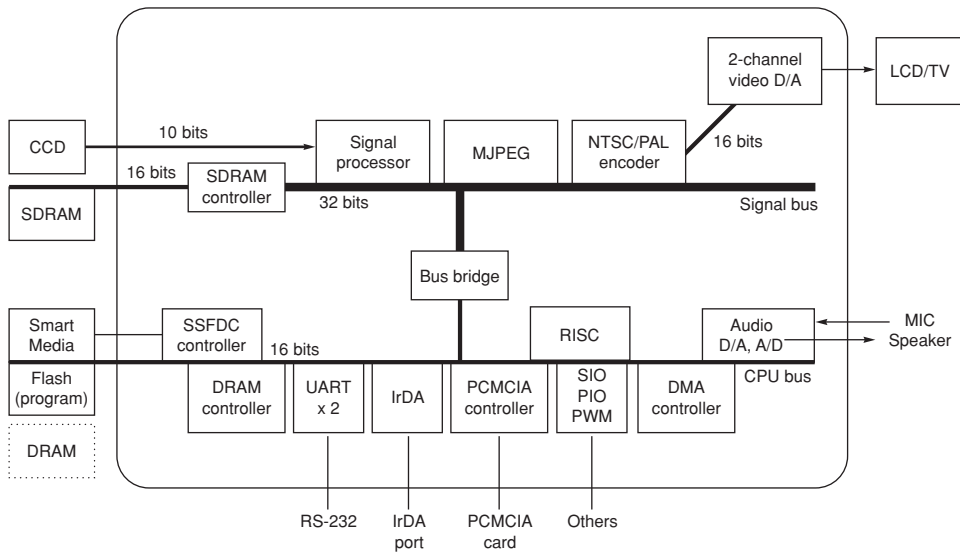 2-channel
video D/A
LCD/TV
CCD
10 bits
Signal
processor
MJPEG
NTSC/PAL
encoder
16 bits
16 bits
SDRAM
controller
32 bits
Signal bus
SDRAM
Bus bridge
Smart
Media
SSFDC
controller
16 bits
RISC
Audio
D/A, A/D
MIC
Speaker
CPU bus
Flash
(program)
DRAM
controller
UART
x 2
IrDA
PCMCIA
controller
SIO
PIO
PWM
DMA
controller
DRAM
RS-232
IrDA
port
PCMCIA
card
Others